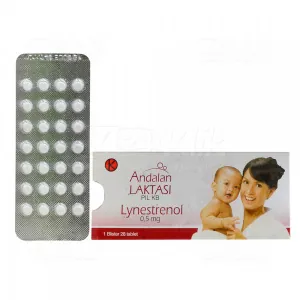 K
Andalan
LAKTASI
PIL KB
Lynestrenol
0,5 mg
1 Blister 28 tablet